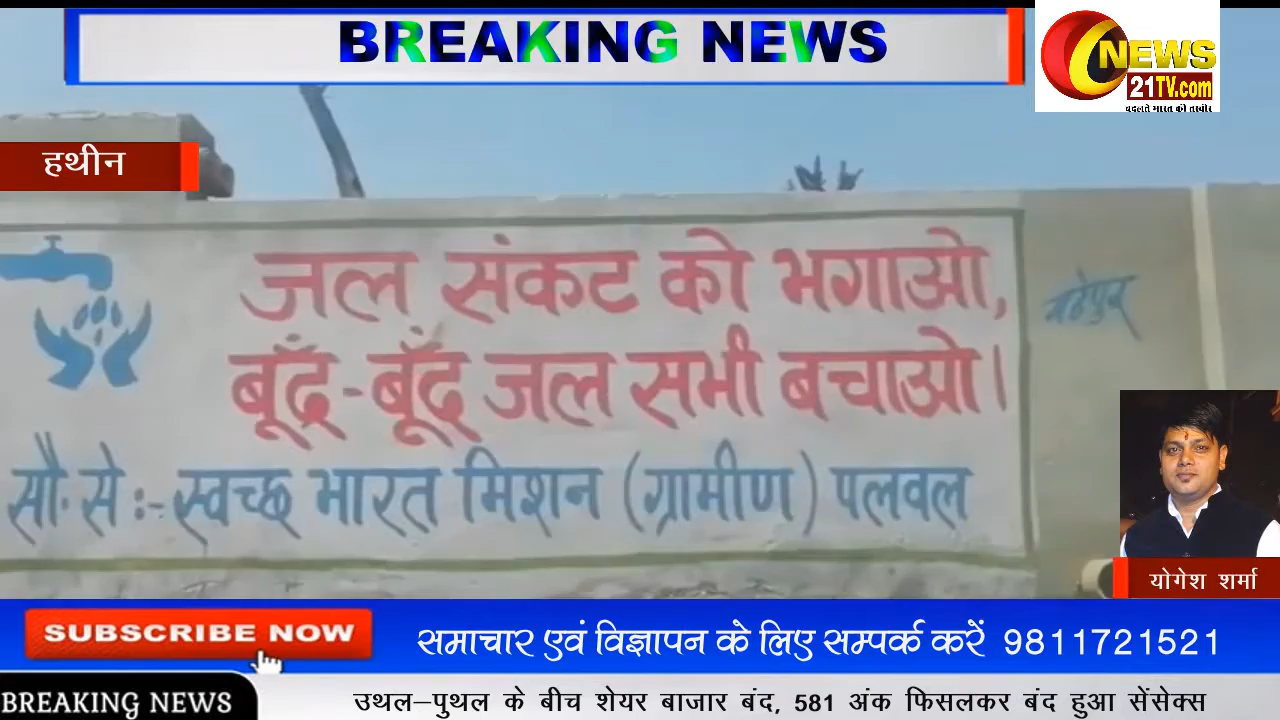 BREAKING NEWS
NEWS
21TV.com
बदलते भारत की तस्वीर
हथीन
जल संकट को भगाओ,
बूँद-बूँद जल सभी बचाओ।
सौ. से :- स्वच्छ भारत मिशन (ग्रामीण) पलवल
योगेश शर्मा
SUBSCRIBE NOW
समाचार एवं विज्ञापन के लिए सम्पर्क करें 9811721521
BREAKING NEWS
उथल-पुथल के बीच शेयर बाजार बंद, 581 अंक फिसलकर बंद हुआ सेंसेक्स